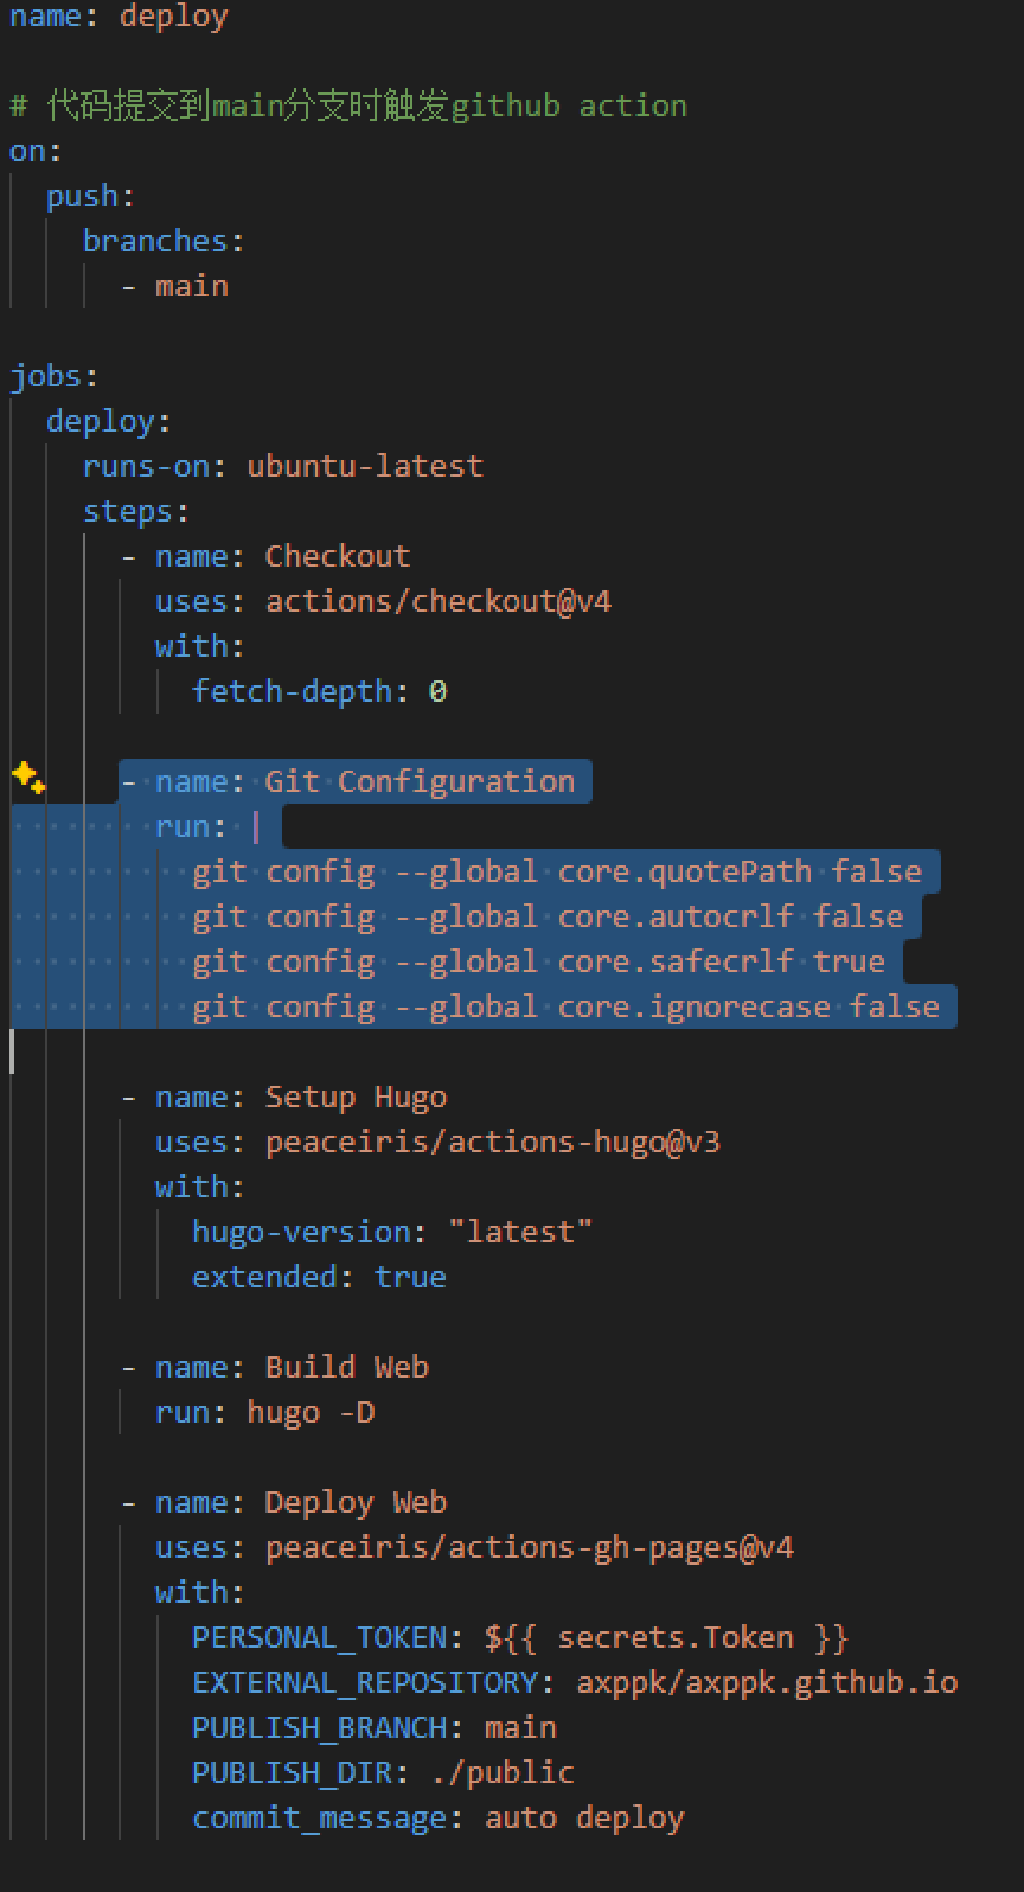 name: deploy

# 代码提交到main分支时触发github action
on:
  push:
    branches:
      - main

jobs:
  deploy:
    runs-on: ubuntu-latest
    steps:
      - name: Checkout
        uses: actions/checkout@v4
        with:
          fetch-depth: 0

      - name: Git Configuration
        run: |
          git config --global core.quotePath false
          git config --global core.autocrlf false
          git config --global core.safecrlf true
          git config --global core.ignorecase false

      - name: Setup Hugo
        uses: peaceiris/actions-hugo@v3
        with:
          hugo-version: "latest"
          extended: true

      - name: Build Web
        run: hugo -D

      - name: Deploy Web
        uses: peaceiris/actions-gh-pages@v4
        with:
          PERSONAL_TOKEN: ${{ secrets.Token }}
          EXTERNAL_REPOSITORY: axppk/axppk.github.io
          PUBLISH_BRANCH: main
          PUBLISH_DIR: ./public
          commit_message: auto deploy